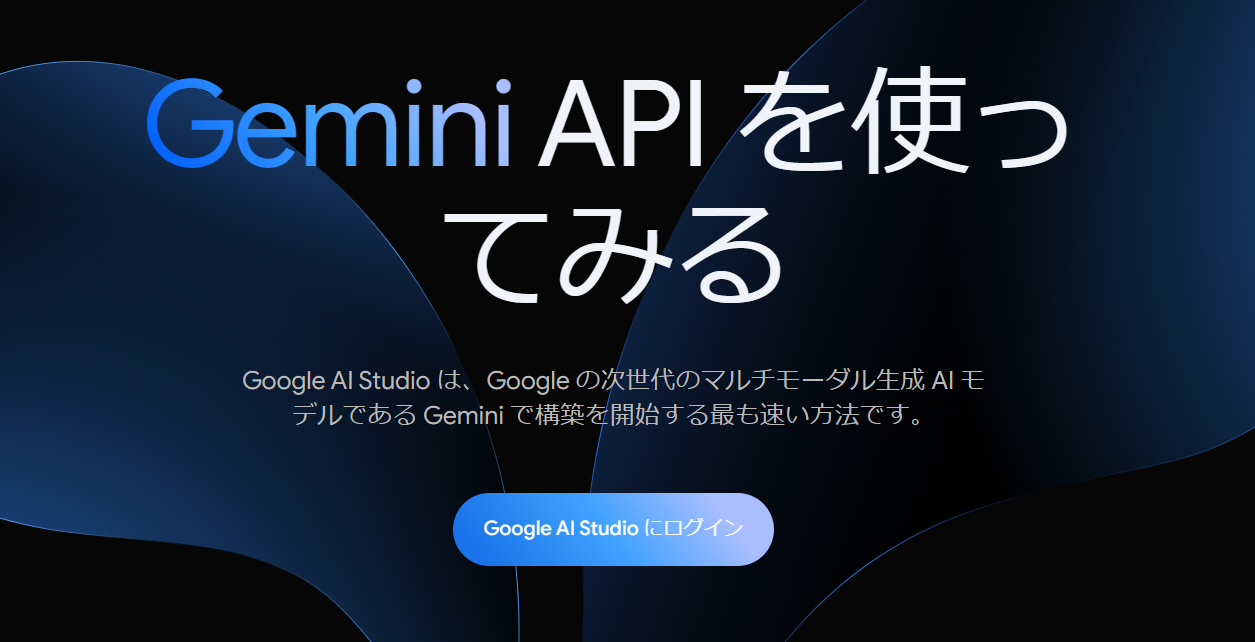 Gemini API を使っ
てみる
Google AI Studio は、Google の次世代のマルチモーダル生成 AI モ
デルである Gemini で構築を開始する最も速い方法です。
Google AI Studio にログイン